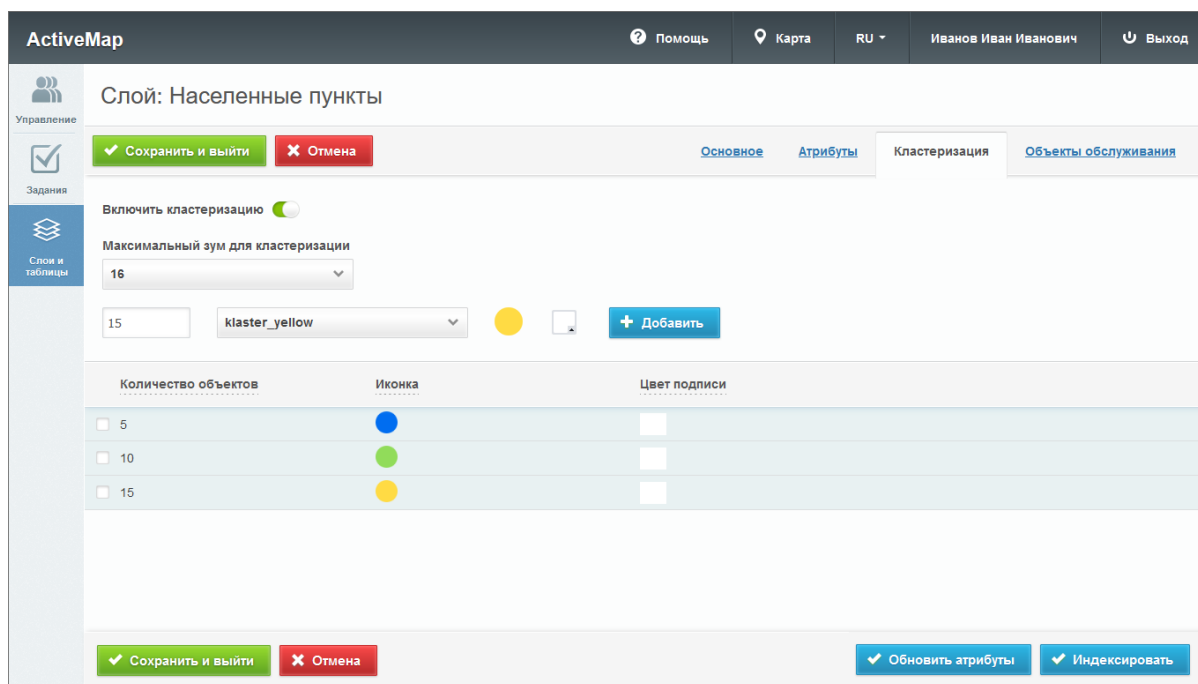 ActiveMap Помощь Карта RU Иванов Иван Иванович Выход
Управление
Слой: Населенные пункты
Сохранить и выйти Отмена Основное Атрибуты Кластеризация Объекты обслуживания
Задания
Включить кластеризацию
Слои и
таблицы
Максимальный зум для кластеризации
16
15 klaster_yellow Добавить
Количество объектов Иконка Цвет подписи
5
10
15
Сохранить и выйти Отмена Обновить атрибуты Индексировать